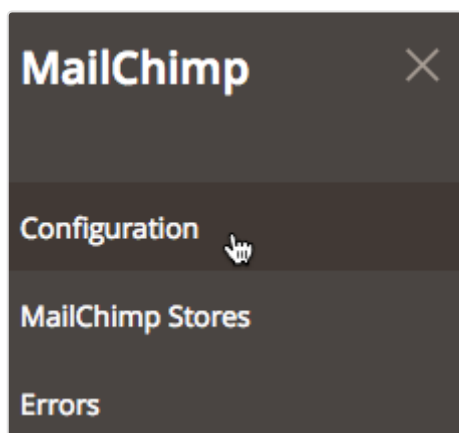 MailChimp
Configuration
MailChimp Stores
Errors